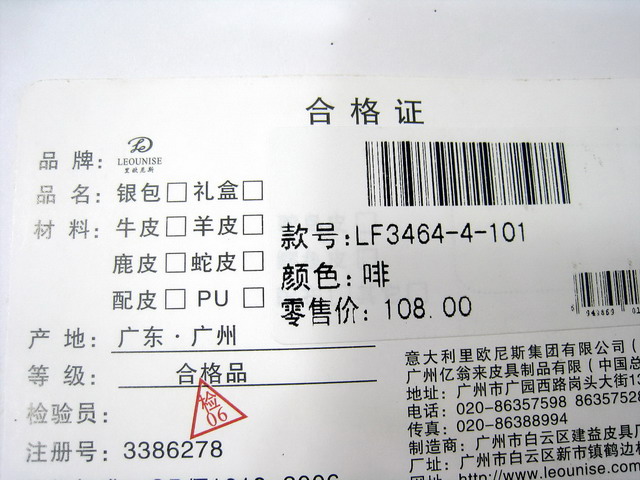 合格证
品牌: LEOUNISE
里欧尼斯
品名: 银包□ 礼盒□
材料: 牛皮□ 羊皮□
鹿皮□ 蛇皮□
配皮□ PU□
款号:LF3464-4-101
颜色:啡
零售价: 108.00
产地: 广东·广州
等级: 合格品
检验员: 检 06
注册号: 3386278
意大利里欧尼斯集团有限公司(
广州亿翁来皮具制品有限(中国总
地址: 广州市广园西路岗头大街1
电话: 020-86357598 8635752
传真: 020-86388994
制造商: 广州市白云区建益皮具厂
厂址: 广州市白云区新市镇鹤边
网址: http://www.leounise.com